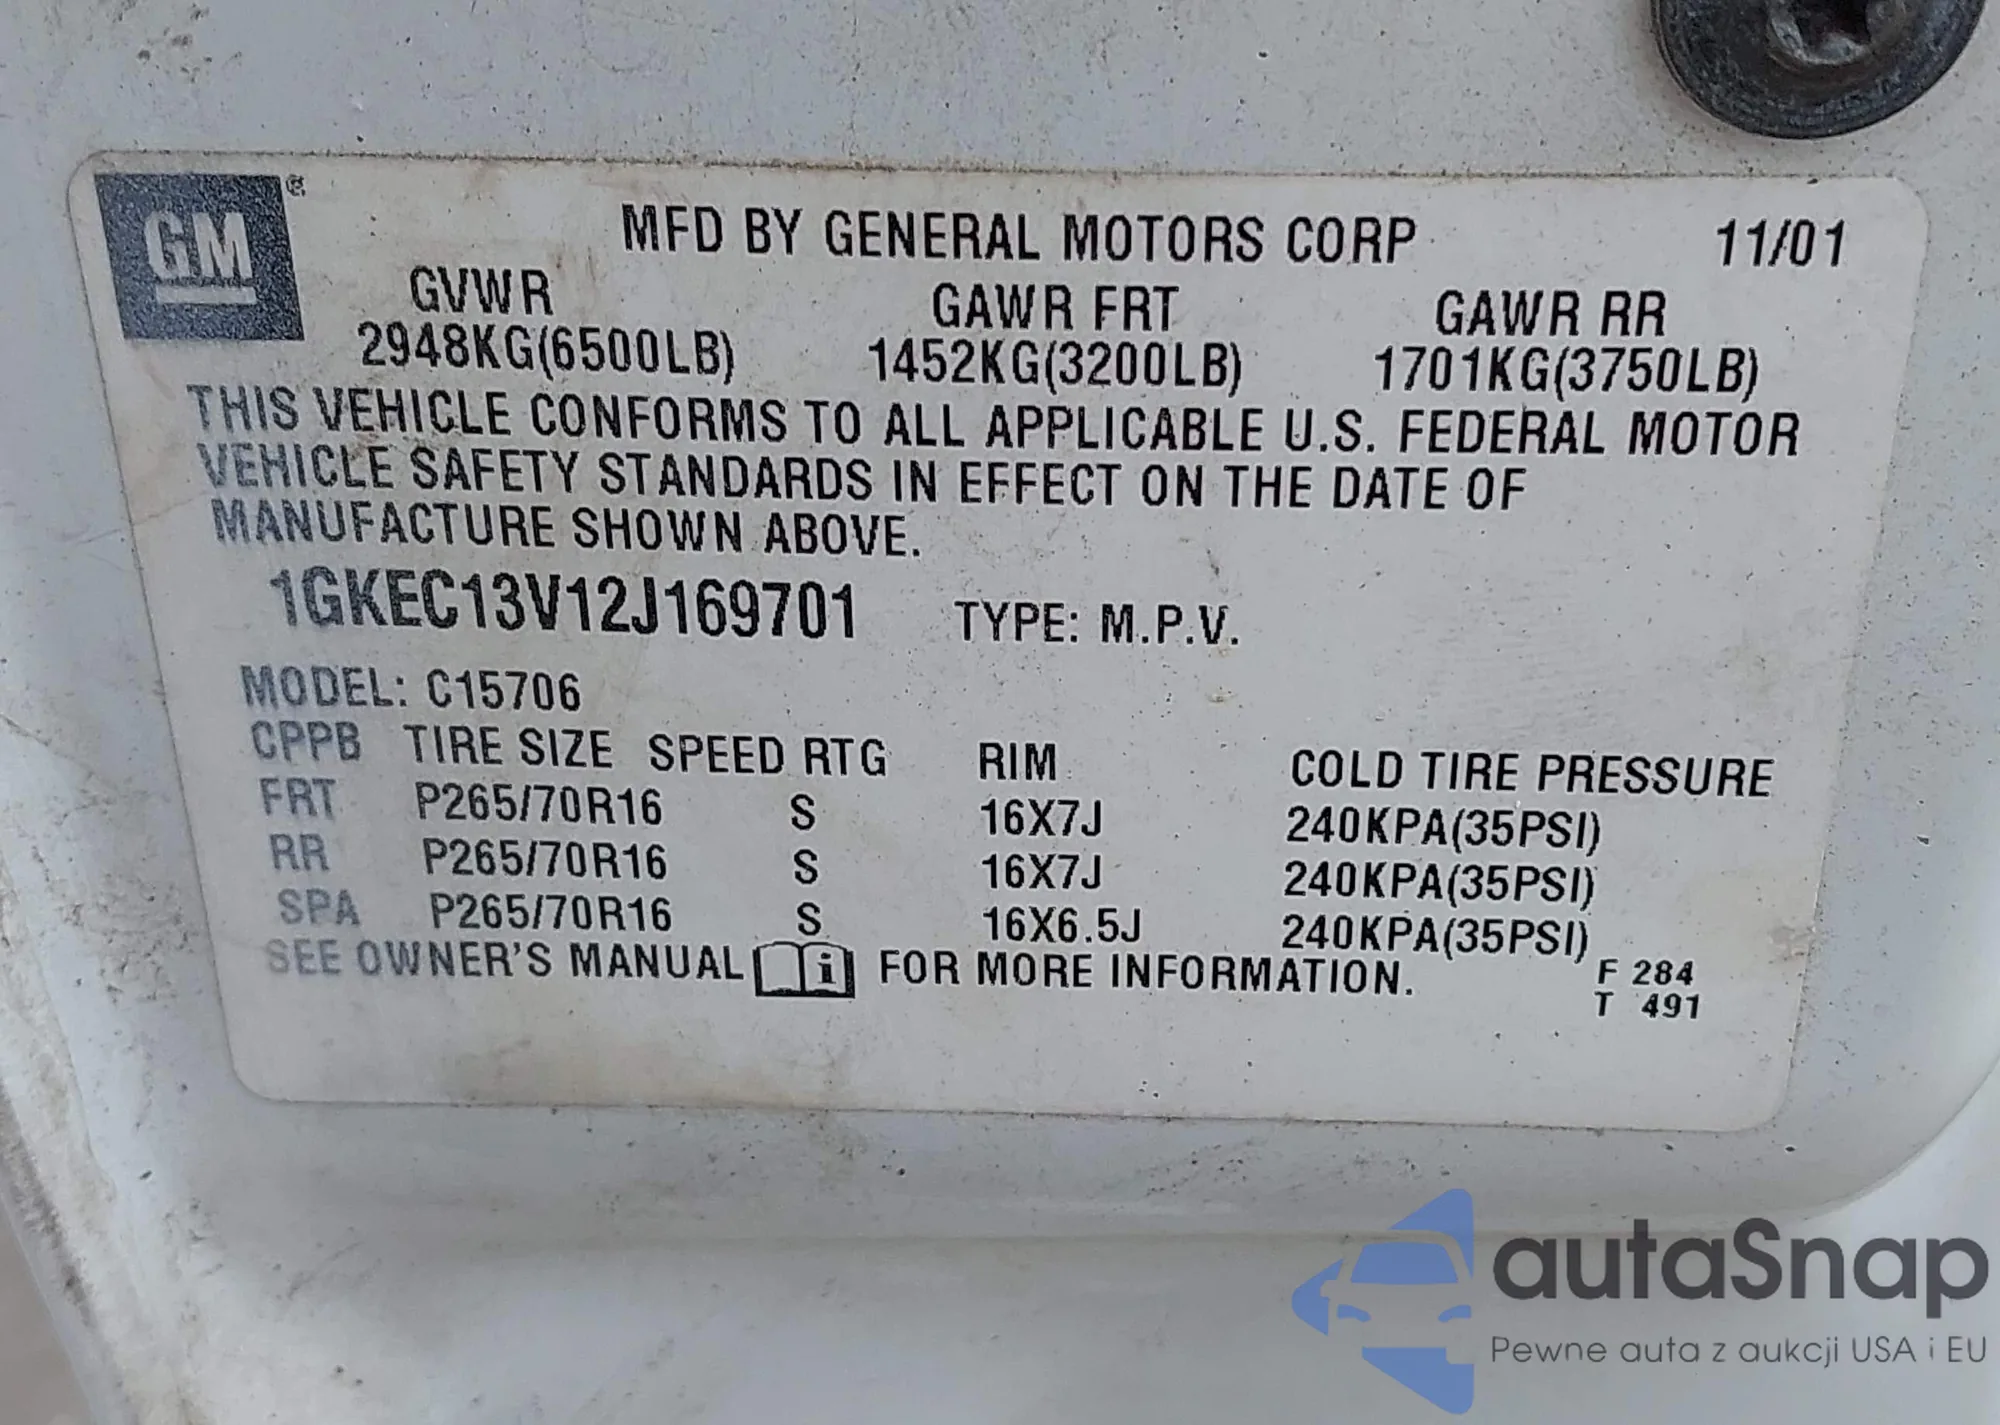 GM®
MFD BY GENERAL MOTORS CORP 11/01
GVWR GAWR FRT GAWR RR
2948KG(6500LB) 1452KG(3200LB) 1701KG(3750LB)
THIS VEHICLE CONFORMS TO ALL APPLICABLE U.S. FEDERAL MOTOR
VEHICLE SAFETY STANDARDS IN EFFECT ON THE DATE OF
MANUFACTURE SHOWN ABOVE.
1GKEC13V12J169701 TYPE: M.P.V.
MODEL: C15706
CPPB TIRE SIZE SPEED RTG RIM COLD TIRE PRESSURE
FRT P265/70R16 S 16X7J 240KPA(35PSI)
RR P265/70R16 S 16X7J 240KPA(35PSI)
SPA P265/70R16 S 16X6.5J 240KPA(35PSI)
SEE OWNER'S MANUAL i FOR MORE INFORMATION.
F 284
T 491
autaSnap
Pewne auta z aukcji USA i EU